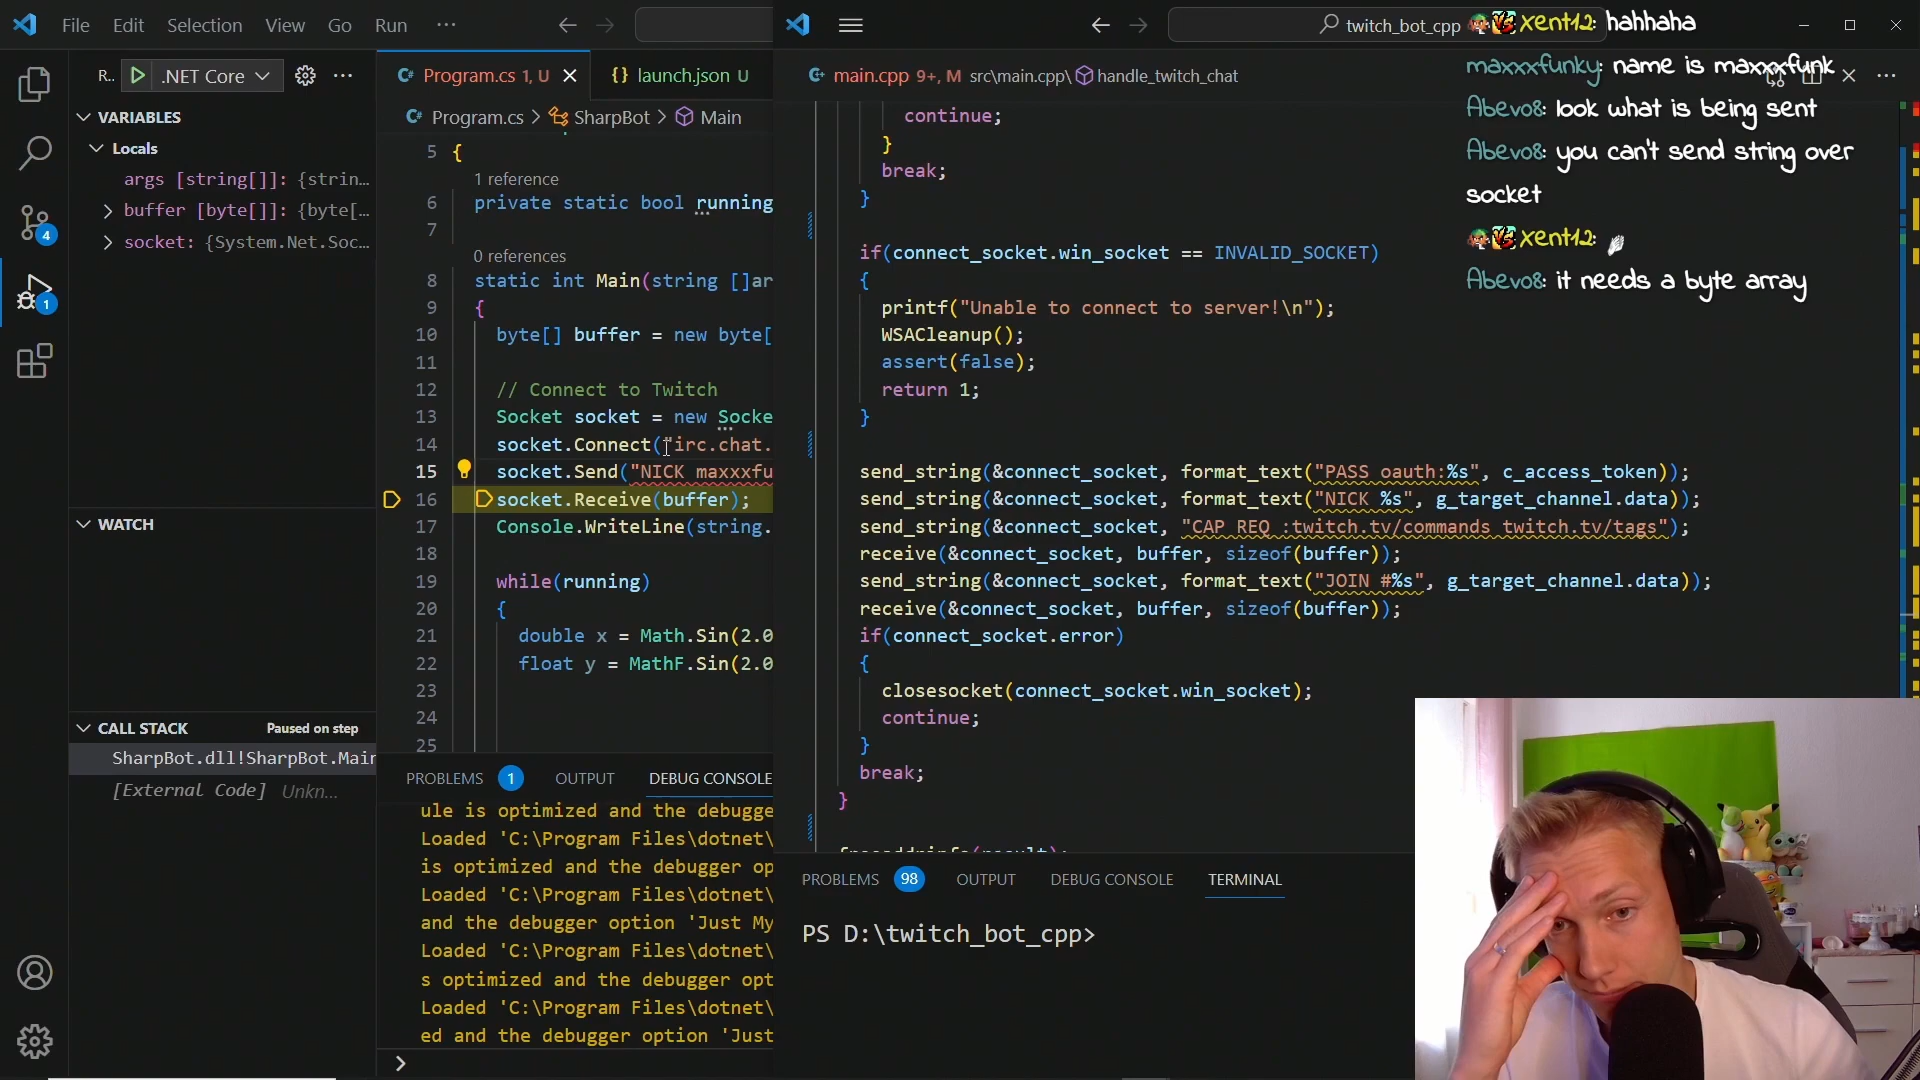 File Edit Selection View Go Run ···
R.. .NET Core ···
VARIABLES
Locals
args [string[]]: {strin…
buffer [byte[]]: {byte[…
socket: {System.Net.Soc…
WATCH
CALL STACK Paused on step
SharpBot.dll!SharpBot.Main
[External Code] Unkn...
4
1
Program.cs 1, U
launch.json U
Program.cs > SharpBot > Main
5 {
1 reference
6 private static bool running
7
0 references
8 static int Main(string []ar
9 {
10 byte[] buffer = new byte[
11
12 // Connect to Twitch
13 Socket socket = new Socke
14 socket.Connect("irc.chat.
15 socket.Send("NICK maxxxfu
16 socket.Receive(buffer);
17 Console.WriteLine(string.
18
19 while(running)
20 {
21 double x = Math.Sin(2.0
22 float y = MathF.Sin(2.0
23
24
25
PROBLEMS 1 OUTPUT DEBUG CONSOLE
ule is optimized and the debugge
Loaded 'C:\Program Files\dotnet\
is optimized and the debugger op
Loaded 'C:\Program Files\dotnet\
and the debugger option 'Just My
Loaded 'C:\Program Files\dotnet\
s optimized and the debugger opt
Loaded 'C:\Program Files\dotnet\
ed and the debugger option 'Just
twitch_bot_cpp
main.cpp 9+, M src\main.cpp\ handle_twitch_chat
continue;
}
break;
}
if(connect_socket.win_socket == INVALID_SOCKET)
{
printf("Unable to connect to server!\n");
WSACleanup();
assert(false);
return 1;
}
send_string(&connect_socket, format_text("PASS oauth:%s", c_access_token));
send_string(&connect_socket, format_text("NICK %s", g_target_channel.data));
send_string(&connect_socket, "CAP REQ :twitch.tv/commands twitch.tv/tags");
receive(&connect_socket, buffer, sizeof(buffer));
send_string(&connect_socket, format_text("JOIN #%s", g_target_channel.data));
receive(&connect_socket, buffer, sizeof(buffer));
if(connect_socket.error)
{
closesocket(connect_socket.win_socket);
continue;
}
break;
}
PROBLEMS 98 OUTPUT DEBUG CONSOLE TERMINAL
PS D:\twitch_bot_cpp>
xent12: hahhaha
maxxxfunky: name is maxxxfunk
Abevo8: look what is being sent
Abevo8: you can't send string over
socket
xent12:
Abevo8: it needs a byte array